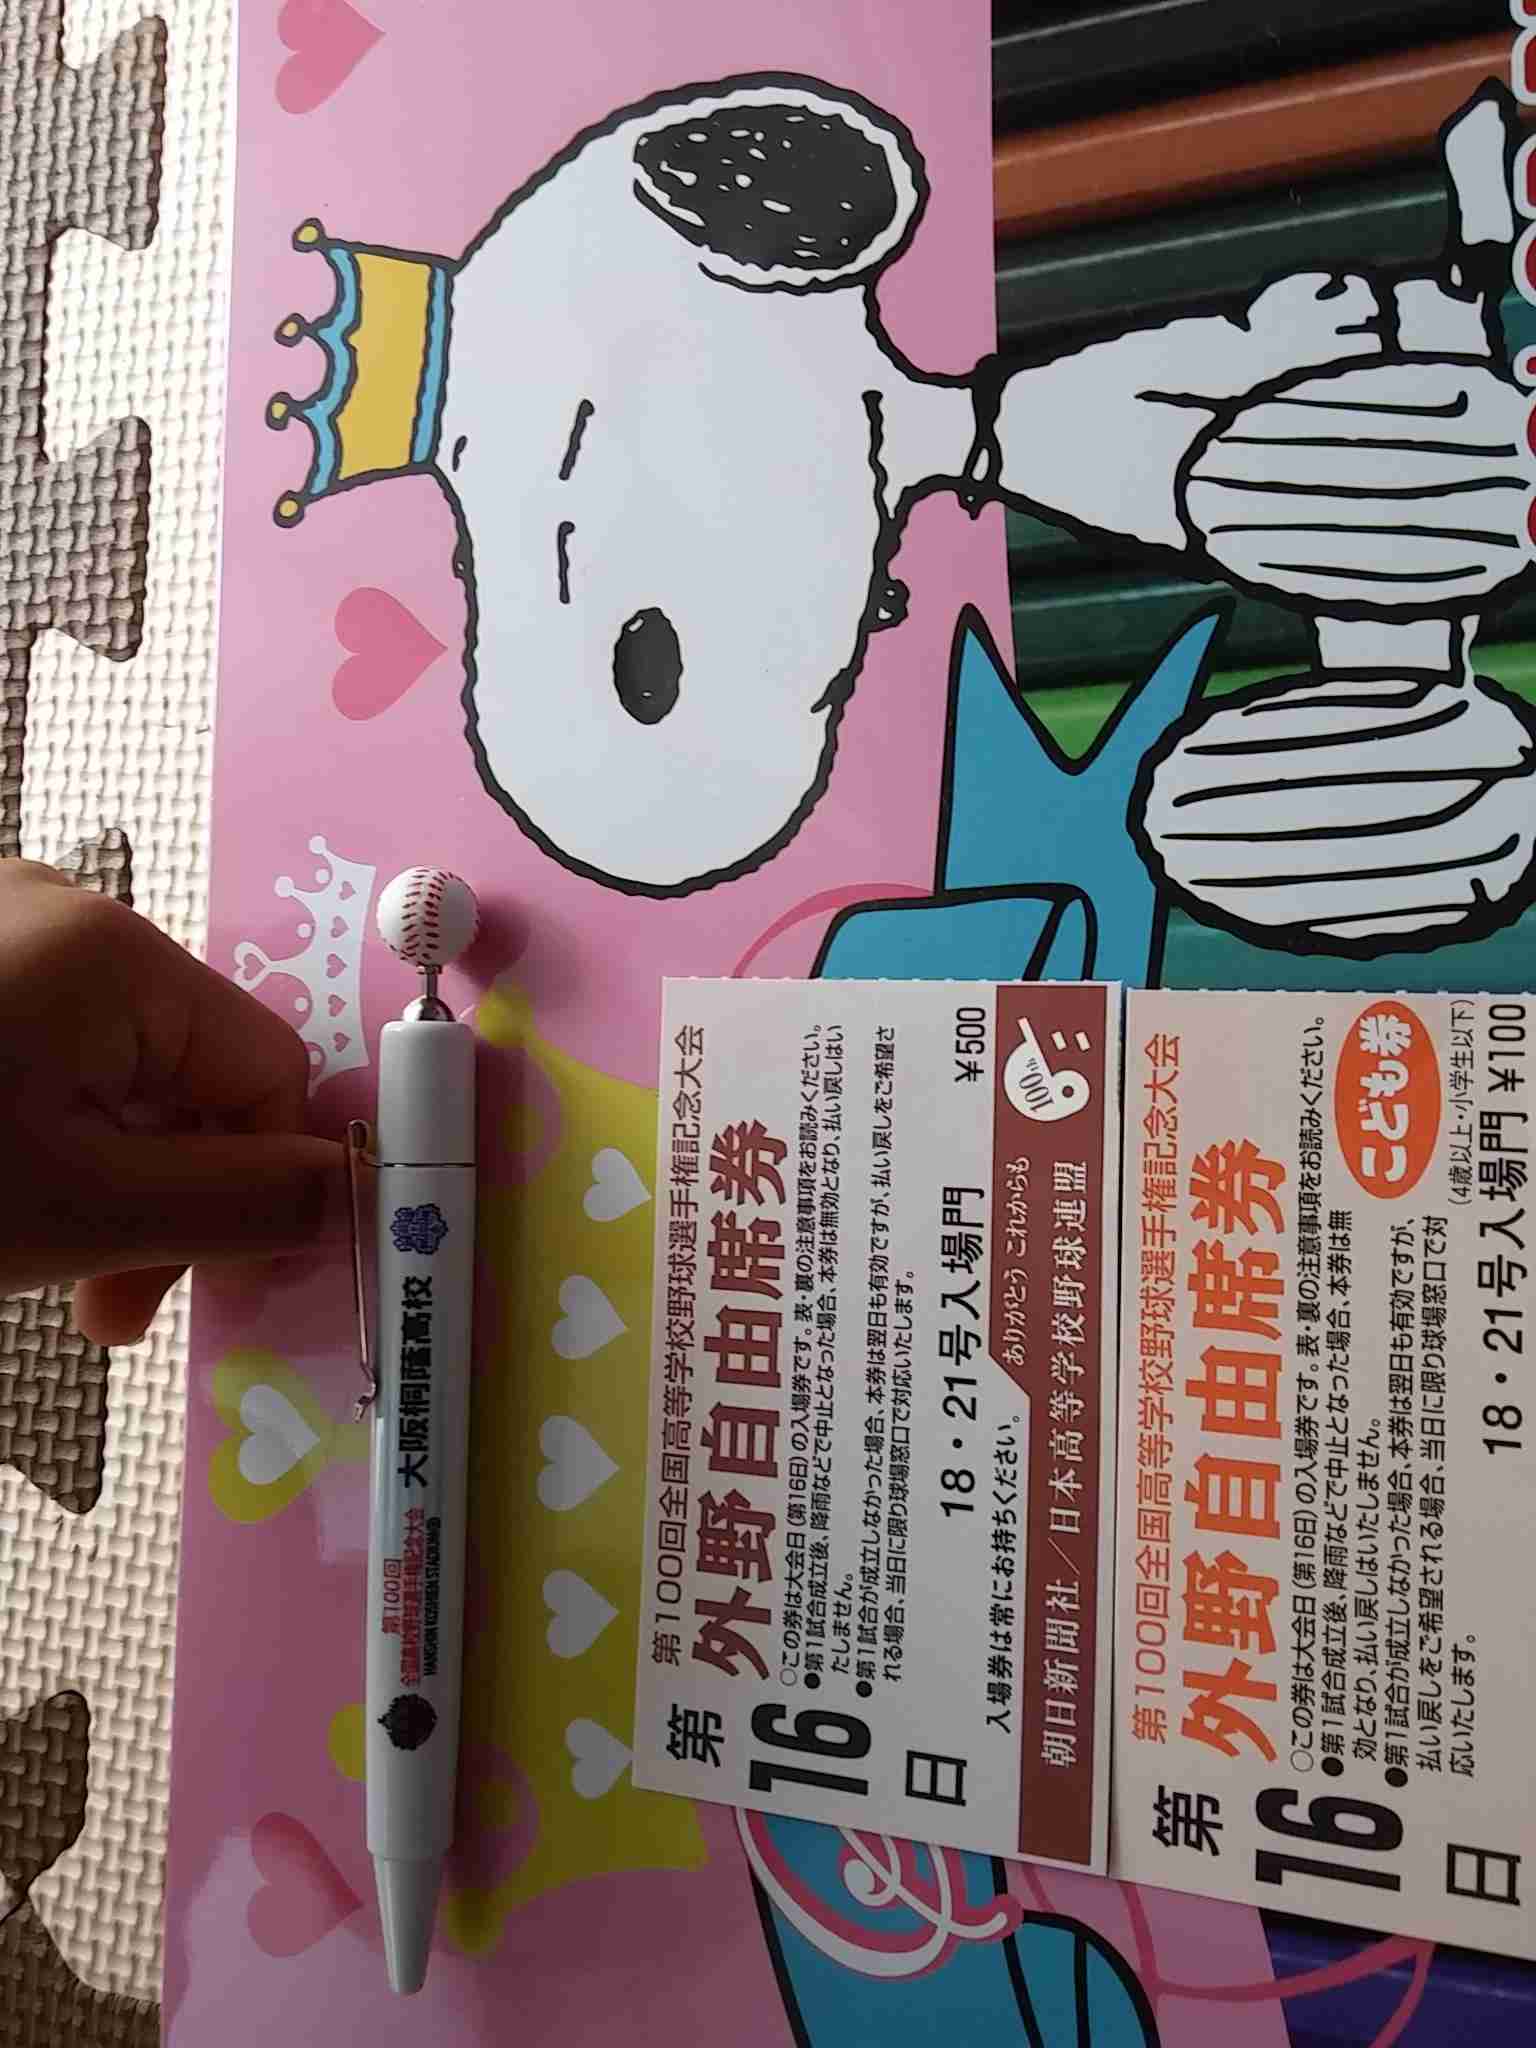 第100回
全国高校野球選手権記念大会
HANSHIN KOSHIEN STADIUM
大阪桐蔭高校
第100回全国高等学校野球選手権記念大会
第16日
外野自由席券
○この券は大会日(第16日)の入場券です。表・裏の注意事項をお読みください。
●第1試合成立後、降雨などで中止となった場合、本券は無効となり、払い戻しはい
たしません。
●第1試合が成立しなかった場合、本券は翌日も有効ですが、払い戻しをご希望さ
れる場合、当日に限り球場窓口で対応いたします。
18・21号入場門 ¥500
入場券は常にお持ちください。
ありがとう これからも
朝日新聞社/日本高等学校野球連盟
100th
第100回全国高等学校野球選手権記念大会
第16日
外野自由席券
○この券は大会日(第16日)の入場券です。表・裏の注意事項をお読みください。
●第1試合成立後、降雨などで中止となった場合、本券は無
効となり、払い戻しはいたしません。
●第1試合が成立しなかった場合、本券は翌日も有効ですが、
払い戻しをご希望される場合、当日に限り球場窓口で対
応いたします。
こども券
(4歳以上・小学生以下)
18・21号入場門 ¥100